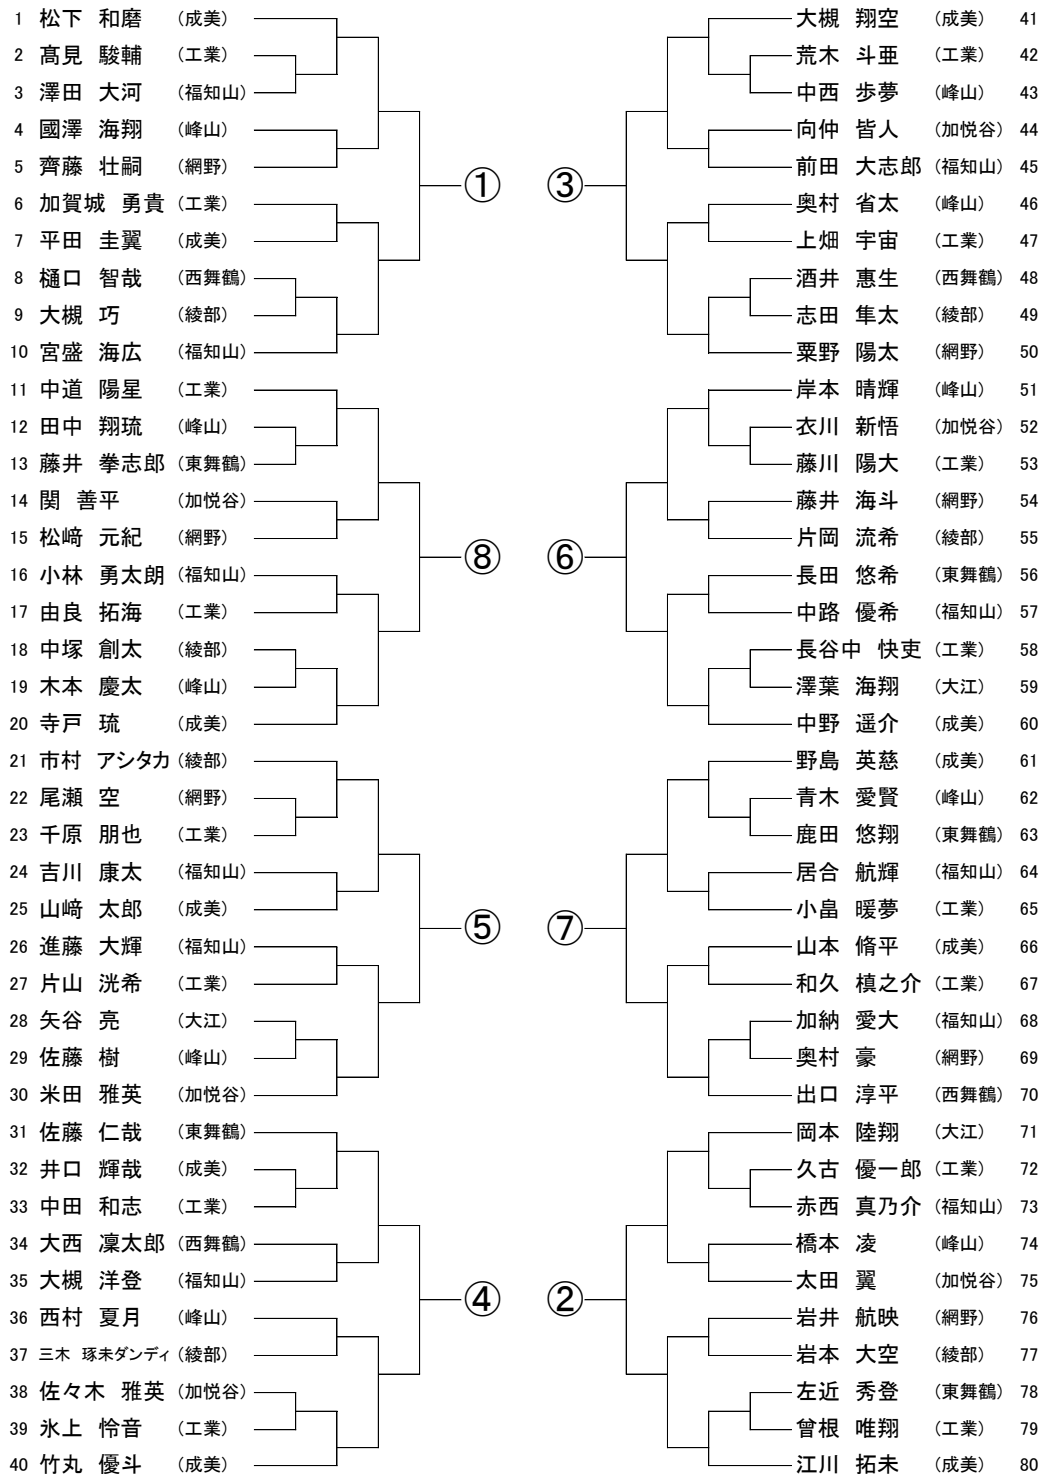 1 松下 和磨 (成美)
2 髙見 駿輔 (工業)
3 澤田 大河 (福知山)
4 國澤 海翔 (峰山)
5 齊藤 壮嗣 (網野)
①
6 加賀城 勇貴 (工業)
7 平田 圭翼 (成美)
8 樋口 智哉 (西舞鶴)
9 大槻 巧 (綾部)
10 宮盛 海広 (福知山)
11 中道 陽星 (工業)
12 田中 翔琉 (峰山)
13 藤井 拳志郎 (東舞鶴)
14 関 善平 (加悦谷)
15 松﨑 元紀 (網野)
⑧
16 小林 勇太朗 (福知山)
17 由良 拓海 (工業)
18 中塚 創太 (綾部)
19 木本 慶太 (峰山)
20 寺戸 琉 (成美)
21 市村 アシタカ (綾部)
22 尾瀬 空 (網野)
23 千原 朋也 (工業)
24 吉川 康太 (福知山)
25 山﨑 太郎 (成美)
⑤
26 進藤 大輝 (福知山)
27 片山 洸希 (工業)
28 矢谷 亮 (大江)
29 佐藤 樹 (峰山)
30 米田 雅英 (加悦谷)
31 佐藤 仁哉 (東舞鶴)
32 井口 輝哉 (成美)
33 中田 和志 (工業)
34 大西 凜太郎 (西舞鶴)
35 大槻 洋登 (福知山)
④
36 西村 夏月 (峰山)
37 三木 琢未ダンディ (綾部)
38 佐々木 雅英 (加悦谷)
39 氷上 怜音 (工業)
40 竹丸 優斗 (成美)
大槻 翔空 (成美) 41
荒木 斗亜 (工業) 42
中西 歩夢 (峰山) 43
向仲 皆人 (加悦谷) 44
前田 大志郎 (福知山) 45
③
奥村 省太 (峰山) 46
上畑 宇宙 (工業) 47
酒井 惠生 (西舞鶴) 48
志田 隼太 (綾部) 49
粟野 陽太 (網野) 50
岸本 晴輝 (峰山) 51
衣川 新悟 (加悦谷) 52
藤川 陽大 (工業) 53
藤井 海斗 (網野) 54
片岡 流希 (綾部) 55
⑥
長田 悠希 (東舞鶴) 56
中路 優希 (福知山) 57
長谷中 快吏 (工業) 58
澤葉 海翔 (大江) 59
中野 遥介 (成美) 60
野島 英慈 (成美) 61
青木 愛賢 (峰山) 62
鹿田 悠翔 (東舞鶴) 63
居合 航輝 (福知山) 64
小畠 暖夢 (工業) 65
⑦
山本 脩平 (成美) 66
和久 槙之介 (工業) 67
加納 愛大 (福知山) 68
奥村 豪 (網野) 69
出口 淳平 (西舞鶴) 70
岡本 陸翔 (大江) 71
久古 優一郎 (工業) 72
赤西 真乃介 (福知山) 73
橋本 凌 (峰山) 74
太田 翼 (加悦谷) 75
②
岩井 航映 (網野) 76
岩本 大空 (綾部) 77
左近 秀登 (東舞鶴) 78
曾根 唯翔 (工業) 79
江川 拓未 (成美) 80